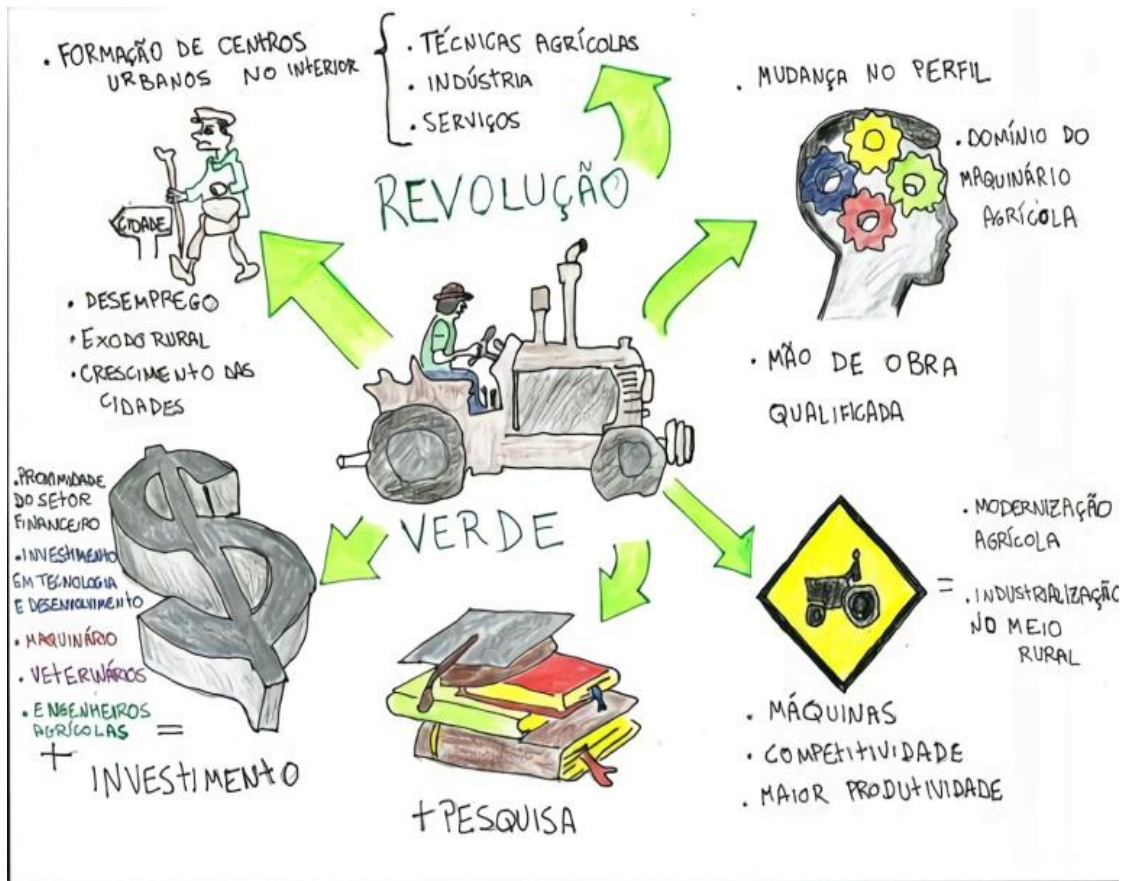 . FORMAÇÃO DE CENTROS
URBANOS NO INTERIOR
. TÉCNICAS AGRÍCOLAS
. INDÚSTRIA
. SERVIÇOS
REVOLUÇÃO
VERDE
. MUDANÇA NO PERFIL
. DOMÍNIO DO
MAQUINÁRIO
AGRÍCOLA
. MÃO DE OBRA
QUALIFICADA
CIDADE
. DESEMPREGO
. EXODO RURAL
. CRESCIMENTO DAS
CIDADES
. PROXIMIDADE
DO SETOR
FINANCEIRO
. INVESTIMENTO
EM TECNOLOGIA
E DESENVOLVIMENTO
. MAQUINÁRIO
. VETERINÁRIOS
. ENGENHEIROS
AGRÍCOLAS =
+
INVESTIMENTO
+ PESQUISA
. MODERNIZAÇÃO
AGRÍCOLA
= . INDUSTRIALIZAÇÃO
NO MEIO
RURAL
. MÁQUINAS
. COMPETITIVIDADE
. MAIOR PRODUTIVIDADE